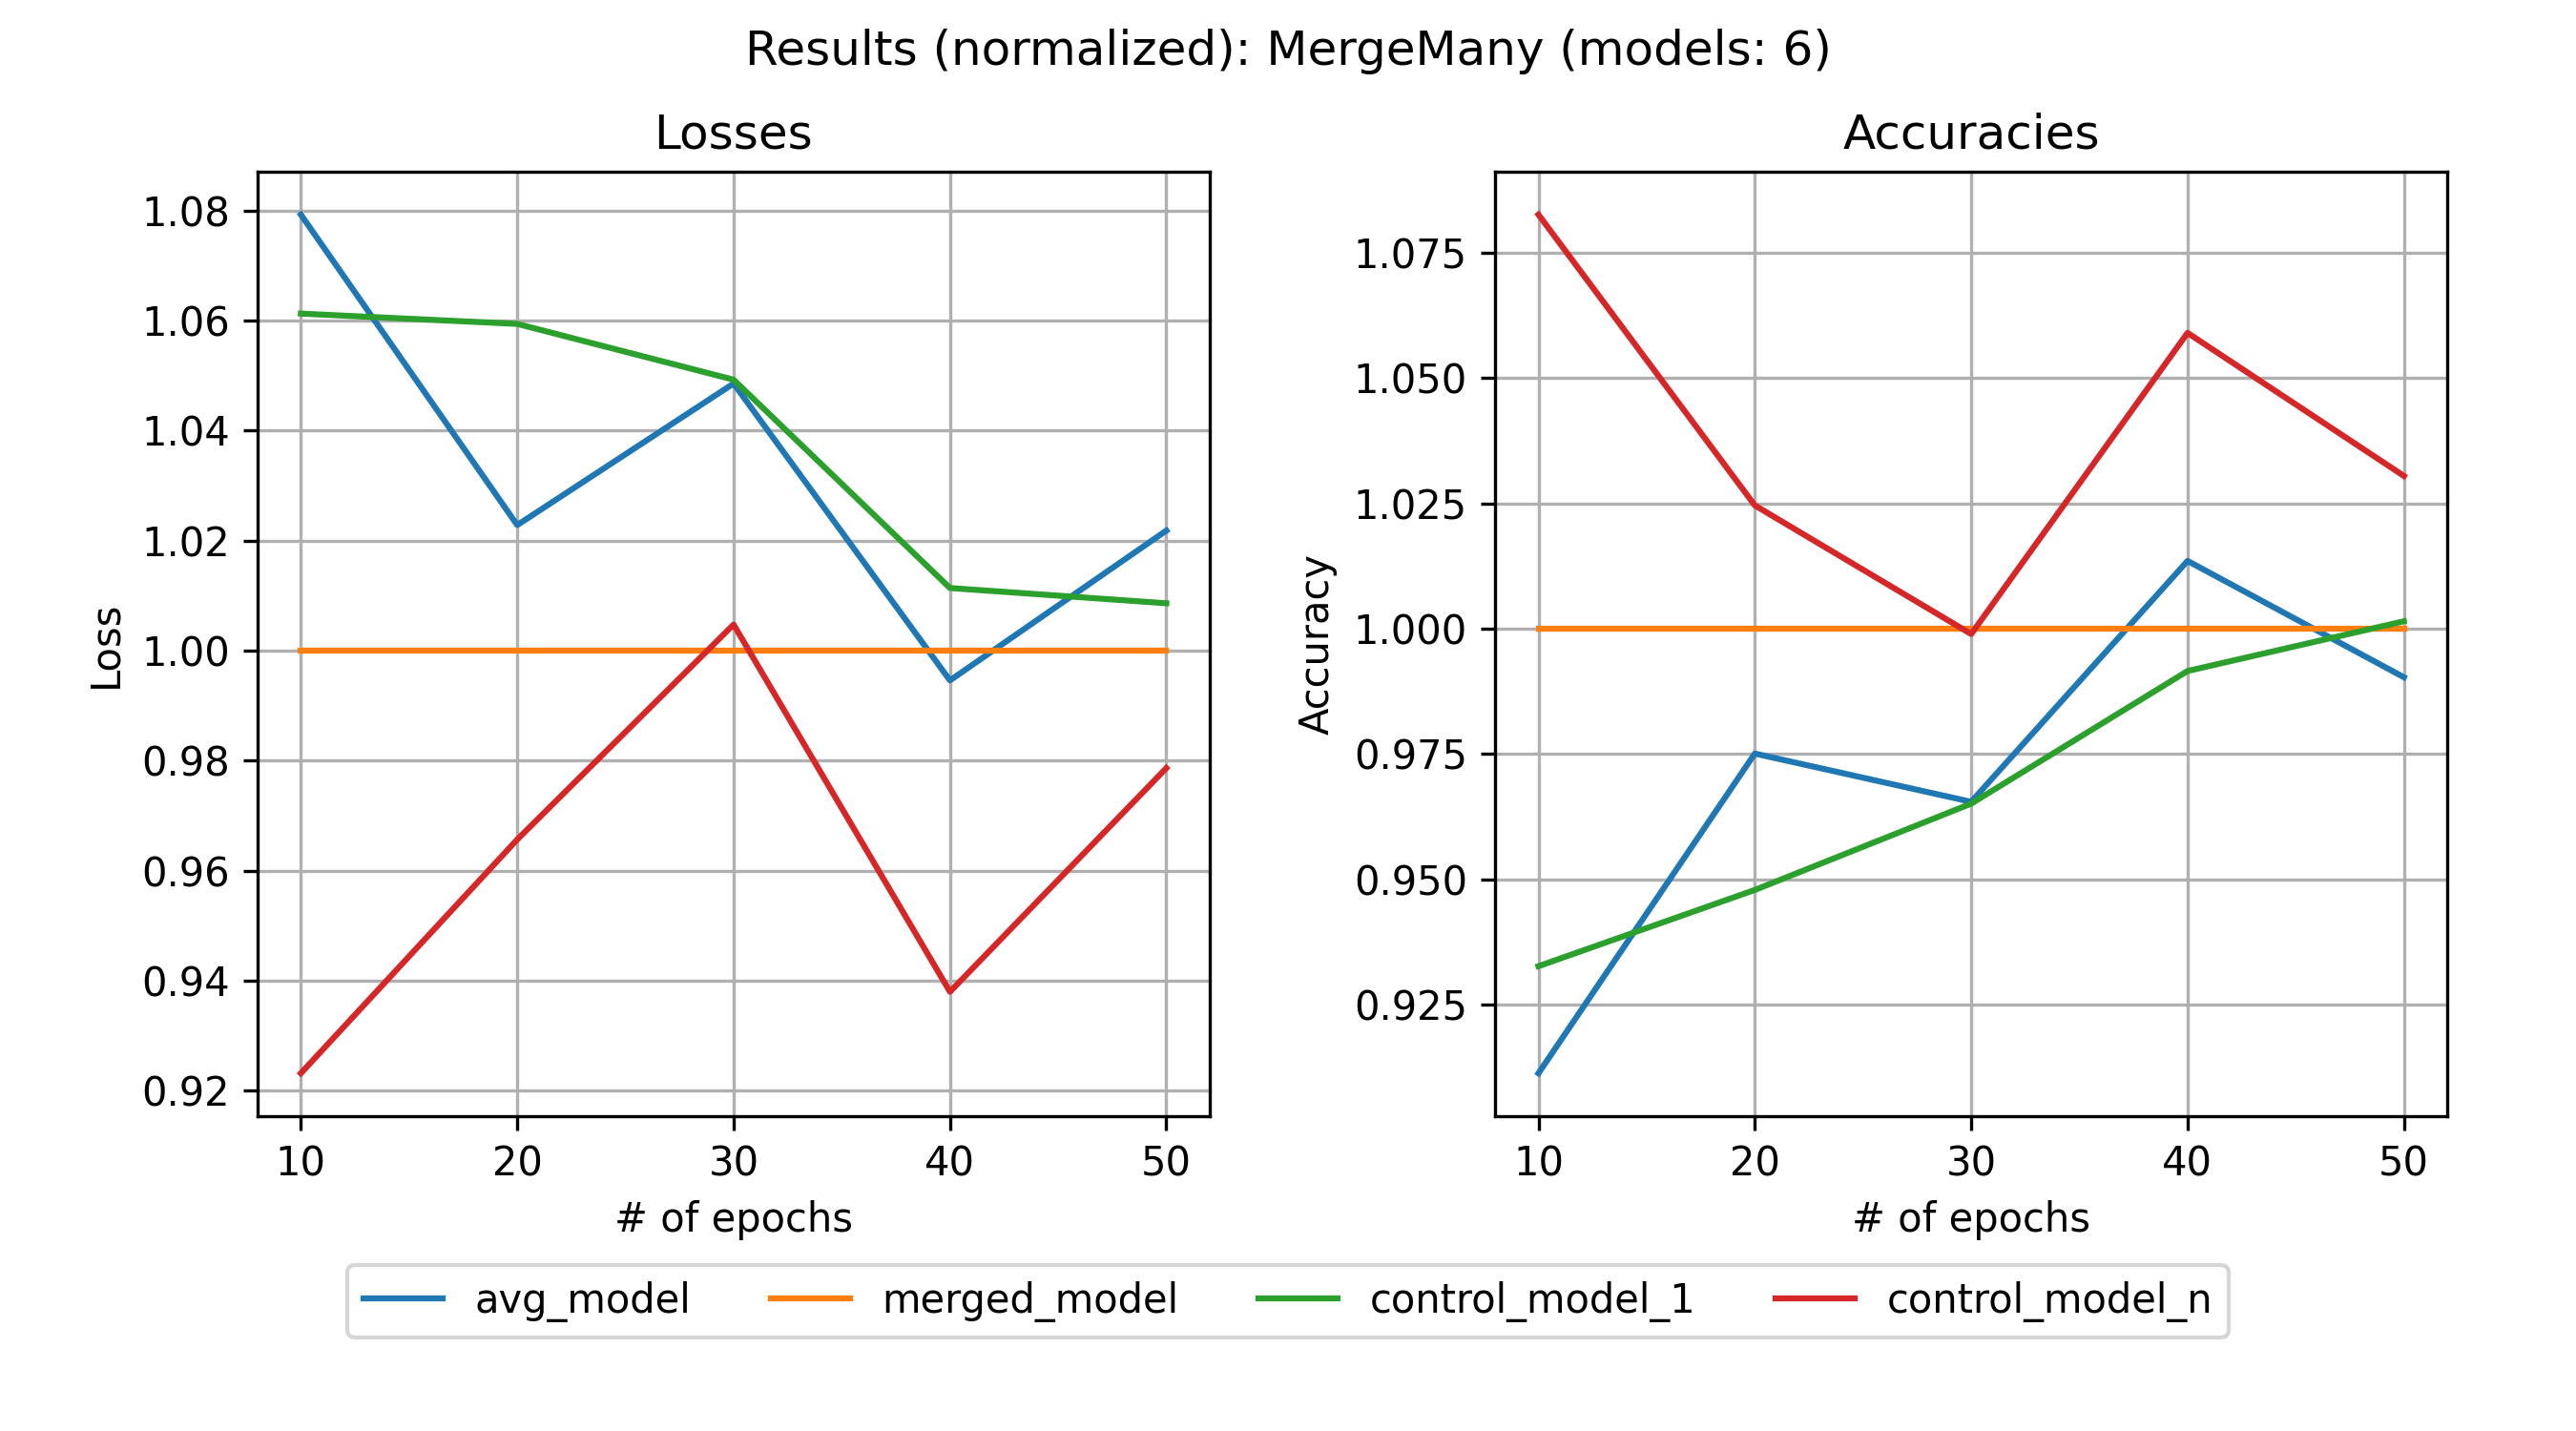 Results (normalized): MergeMany (models: 6)
Losses
1.08
1.06
1.04
1.02
1.00
0.98
0.96
0.94
0.92
Loss
10 20 30 40 50
# of epochs
Accuracies
1.075
1.050
1.025
1.000
0.975
0.950
0.925
Accuracy
10 20 30 40 50
# of epochs
avg_model merged_model control_model_1 control_model_n